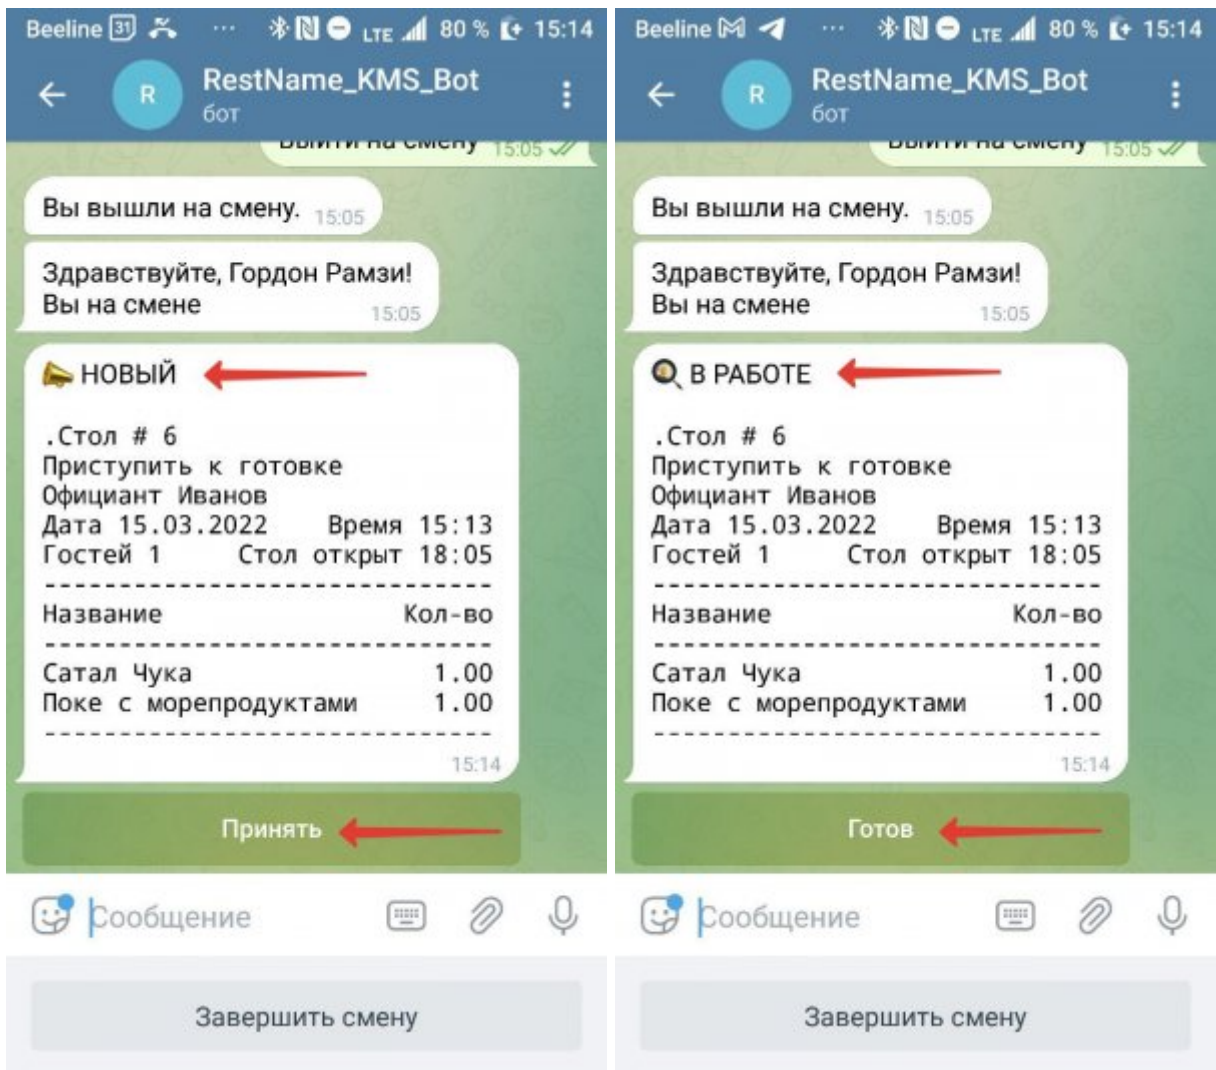 Beeline 31 ... LTE 80 % 15:14
RestName_KMS_Bot
R
бот
Выйти на смену 15:05
Вы вышли на смену. 15:05
Здравствуйте, Гордон Рамзи!
Вы на смене 15:05
НОВЫЙ
.Стол # 6
Приступить к готовке
Официант Иванов
Дата 15.03.2022 Время 15:13
Гостей 1 Стол открыт 18:05
------------------------------
Название Кол-во
------------------------------
Сатал Чука 1.00
Поке с морепродуктами 1.00
------------------------------
15:14
Принять
Сообщение
Завершить смену
Beeline ... LTE 80 % 15:14
RestName_KMS_Bot
R
бот
Выйти на смену 15:05
Вы вышли на смену. 15:05
Здравствуйте, Гордон Рамзи!
Вы на смене 15:05
В РАБОТЕ
.Стол # 6
Приступить к готовке
Официант Иванов
Дата 15.03.2022 Время 15:13
Гостей 1 Стол открыт 18:05
------------------------------
Название Кол-во
------------------------------
Сатал Чука 1.00
Поке с морепродуктами 1.00
------------------------------
15:14
Готов
Сообщение
Завершить смену